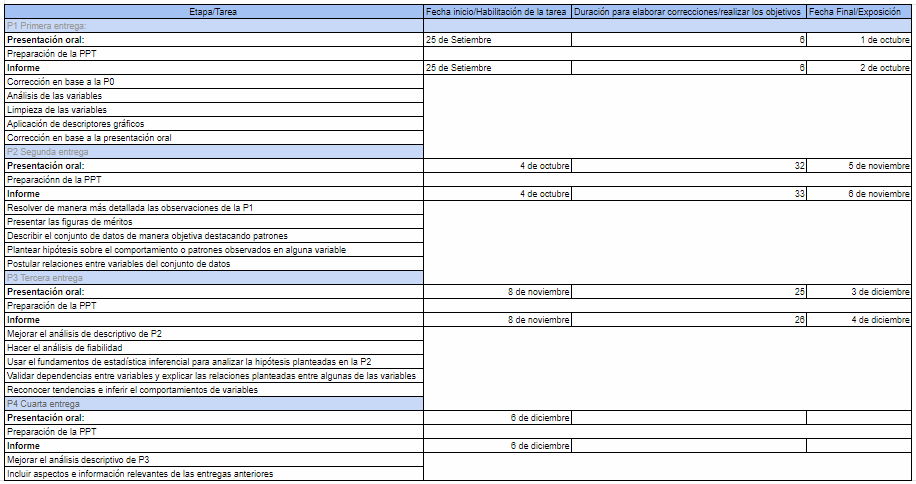 Etapa/Tarea Fecha inicio/Habilitación de la tarea Duración para elaborar correcciones/realizar los objetivos Fecha Final/Exposición
P1 Primera entrega:
Presentación oral: 25 de Setiembre 6 1 de octubre
Preparación de la PPT
Informe 25 de Setiembre 6 2 de octubre
Corrección en base a la P0
Análisis de las variables
Limpieza de las variables
Aplicación de descriptores gráficos
Corrección en base a la presentación oral
P2 Segunda entrega
Presentación oral: 4 de octubre 32 5 de noviembre
Preparaciónn de la PPT
Informe 4 de octubre 33 6 de noviembre
Resolver de manera más detallada las observaciones de la P1
Presentar las figuras de méritos
Describir el conjunto de datos de manera objetiva destacando patrones
Plantear hipótesis sobre el comportamiento o patrones observados en alguna variable
Postular relaciones entre variables del conjunto de datos
P3 Tercera entrega
Presentación oral: 8 de noviembre 25 3 de diciembre
Preparación de la PPT
Informe 8 de noviembre 26 4 de diciembre
Mejorar el análisis de descriptivo de P2
Hacer el análisis de fiabilidad
Usar el fundamentos de estadística inferencial para analizar la hipótesis planteadas en la P2
Validar dependencias entre variables y explicar las relaciones planteadas entre algunas de las variables
Reconocer tendencias e inferir el comportamientos de variables
P4 Cuarta entrega
Presentación oral: 6 de diciembre
Preparación de la PPT
Informe 6 de diciembre
Mejorar el análisis descriptivo de P3
Incluir aspectos e información relevantes de las entregas anteriores